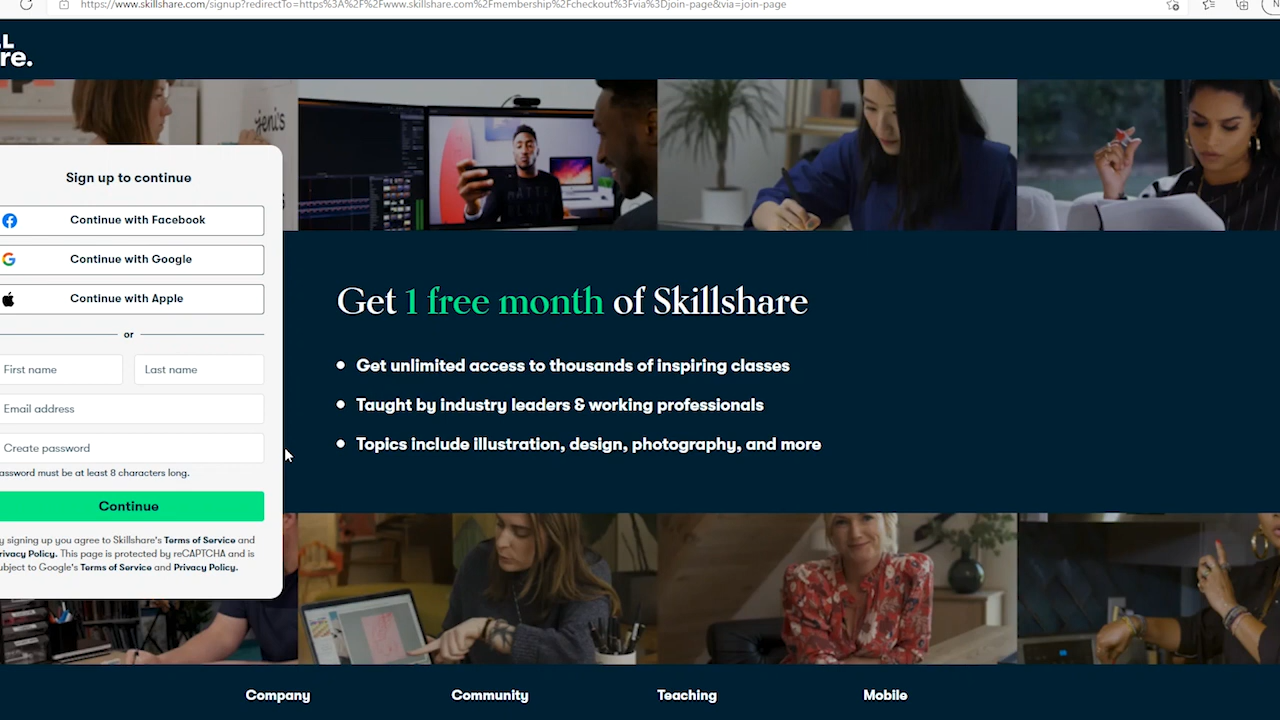 https://www.skillshare.com/signup?redirectTo=https%3A%2F%2Fwww.skillshare.com%2Fmembership%2Fcheckout%3Fvia%3Djoin-page&via=join-page
LL
re.
jeni's
Sign up to continue
Continue with Facebook
Continue with Google
Continue with Apple
or
First name
Last name
Email address
Create password
assword must be at least 8 characters long.
Continue
y signing up you agree to Skillshare's Terms of Service and
rivacy Policy. This page is protected by reCAPTCHA and is
ubject to Google's Terms of Service and Privacy Policy.
Get 1 free month of Skillshare
Get unlimited access to thousands of inspiring classes
Taught by industry leaders & working professionals
Topics include illustration, design, photography, and more
Company
Community
Teaching
Mobile